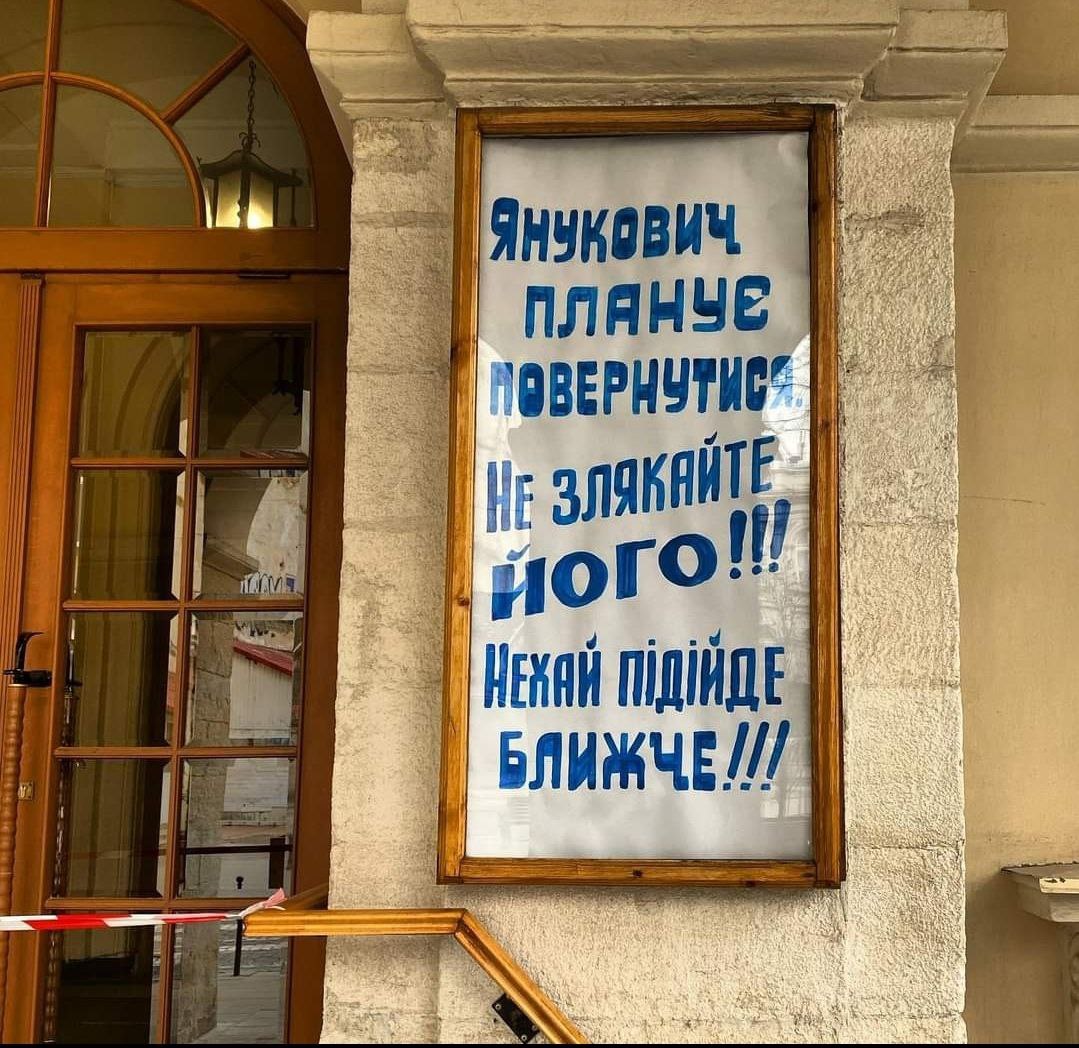 Янукович
планує
повернутися.
Не злякайте
його!!!
Нехай підійде
ближче!!!